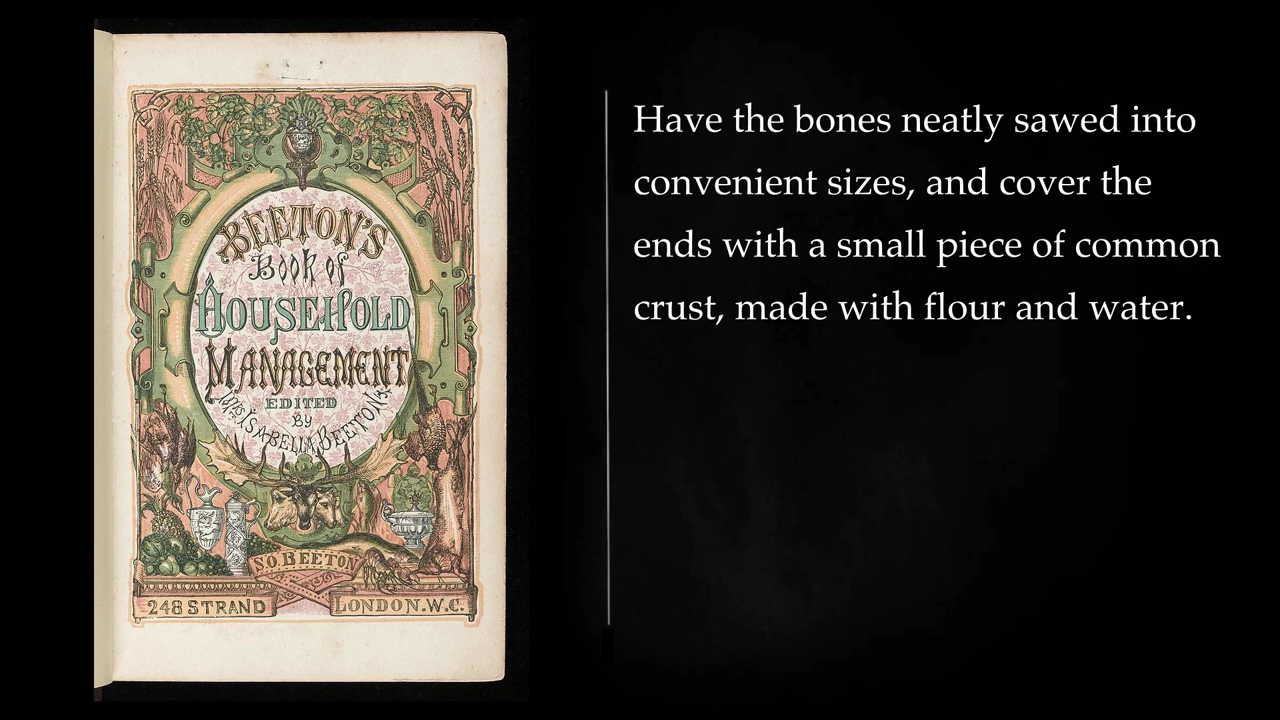 BEETON'S
Book of
HOUSEHOLD
MANAGEMENT
EDITED
BY
MRS ISABELLA BEETON
S.O. BEETON
248 STRAND
LONDON. W.C.
Have the bones neatly sawed into
convenient sizes, and cover the
ends with a small piece of common
crust, made with flour and water.